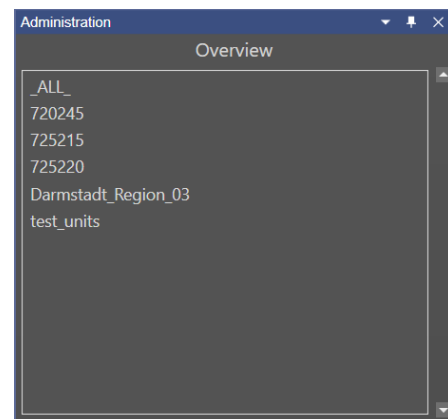 Administration
Overview
_ALL_
720245
725215
725220
Darmstadt_Region_03
test_units